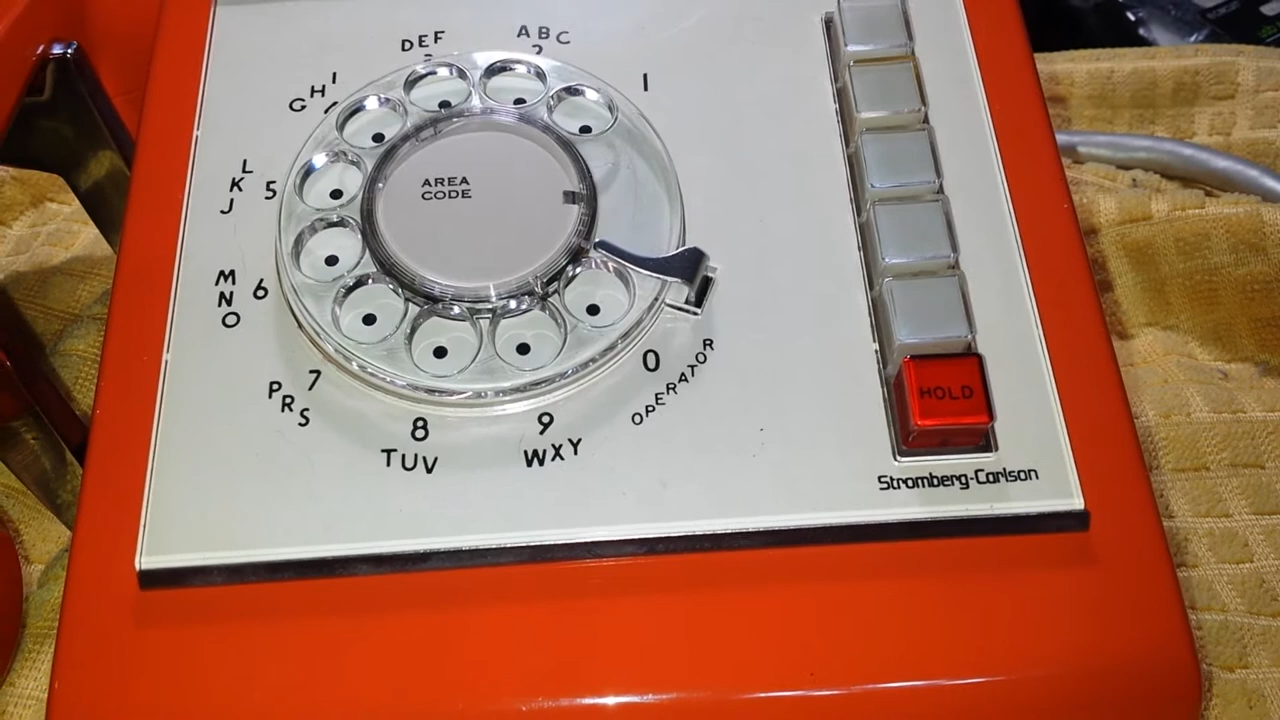 ABC
2
DEF
GHI
1
JKL
5
MNO
6
PRS
7
TUV
8
WXY
9
OPERATOR
0
AREA
CODE
HOLD
Stromberg-Carlson